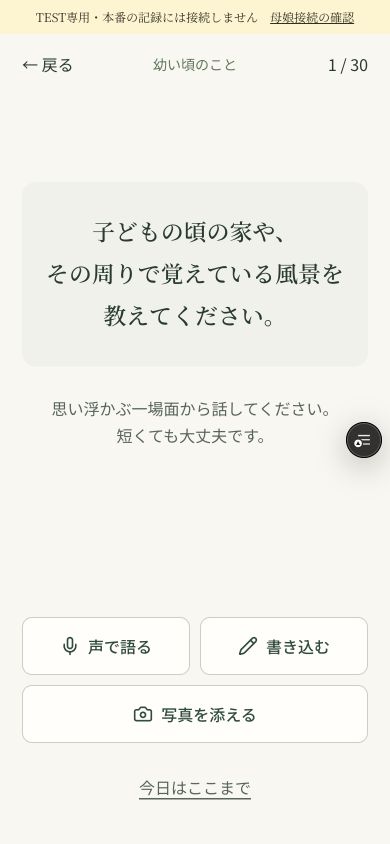 TEST専用・本番の記録には接続しません 母娘接続の確認
← 戻る 幼い頃のこと 1 / 30
子どもの頃の家や、
その周りで覚えている風景を
教えてください。
思い浮かぶ一場面から話してください。
短くても大丈夫です。
声で語る 書き込む
写真を添える
今日はここまで